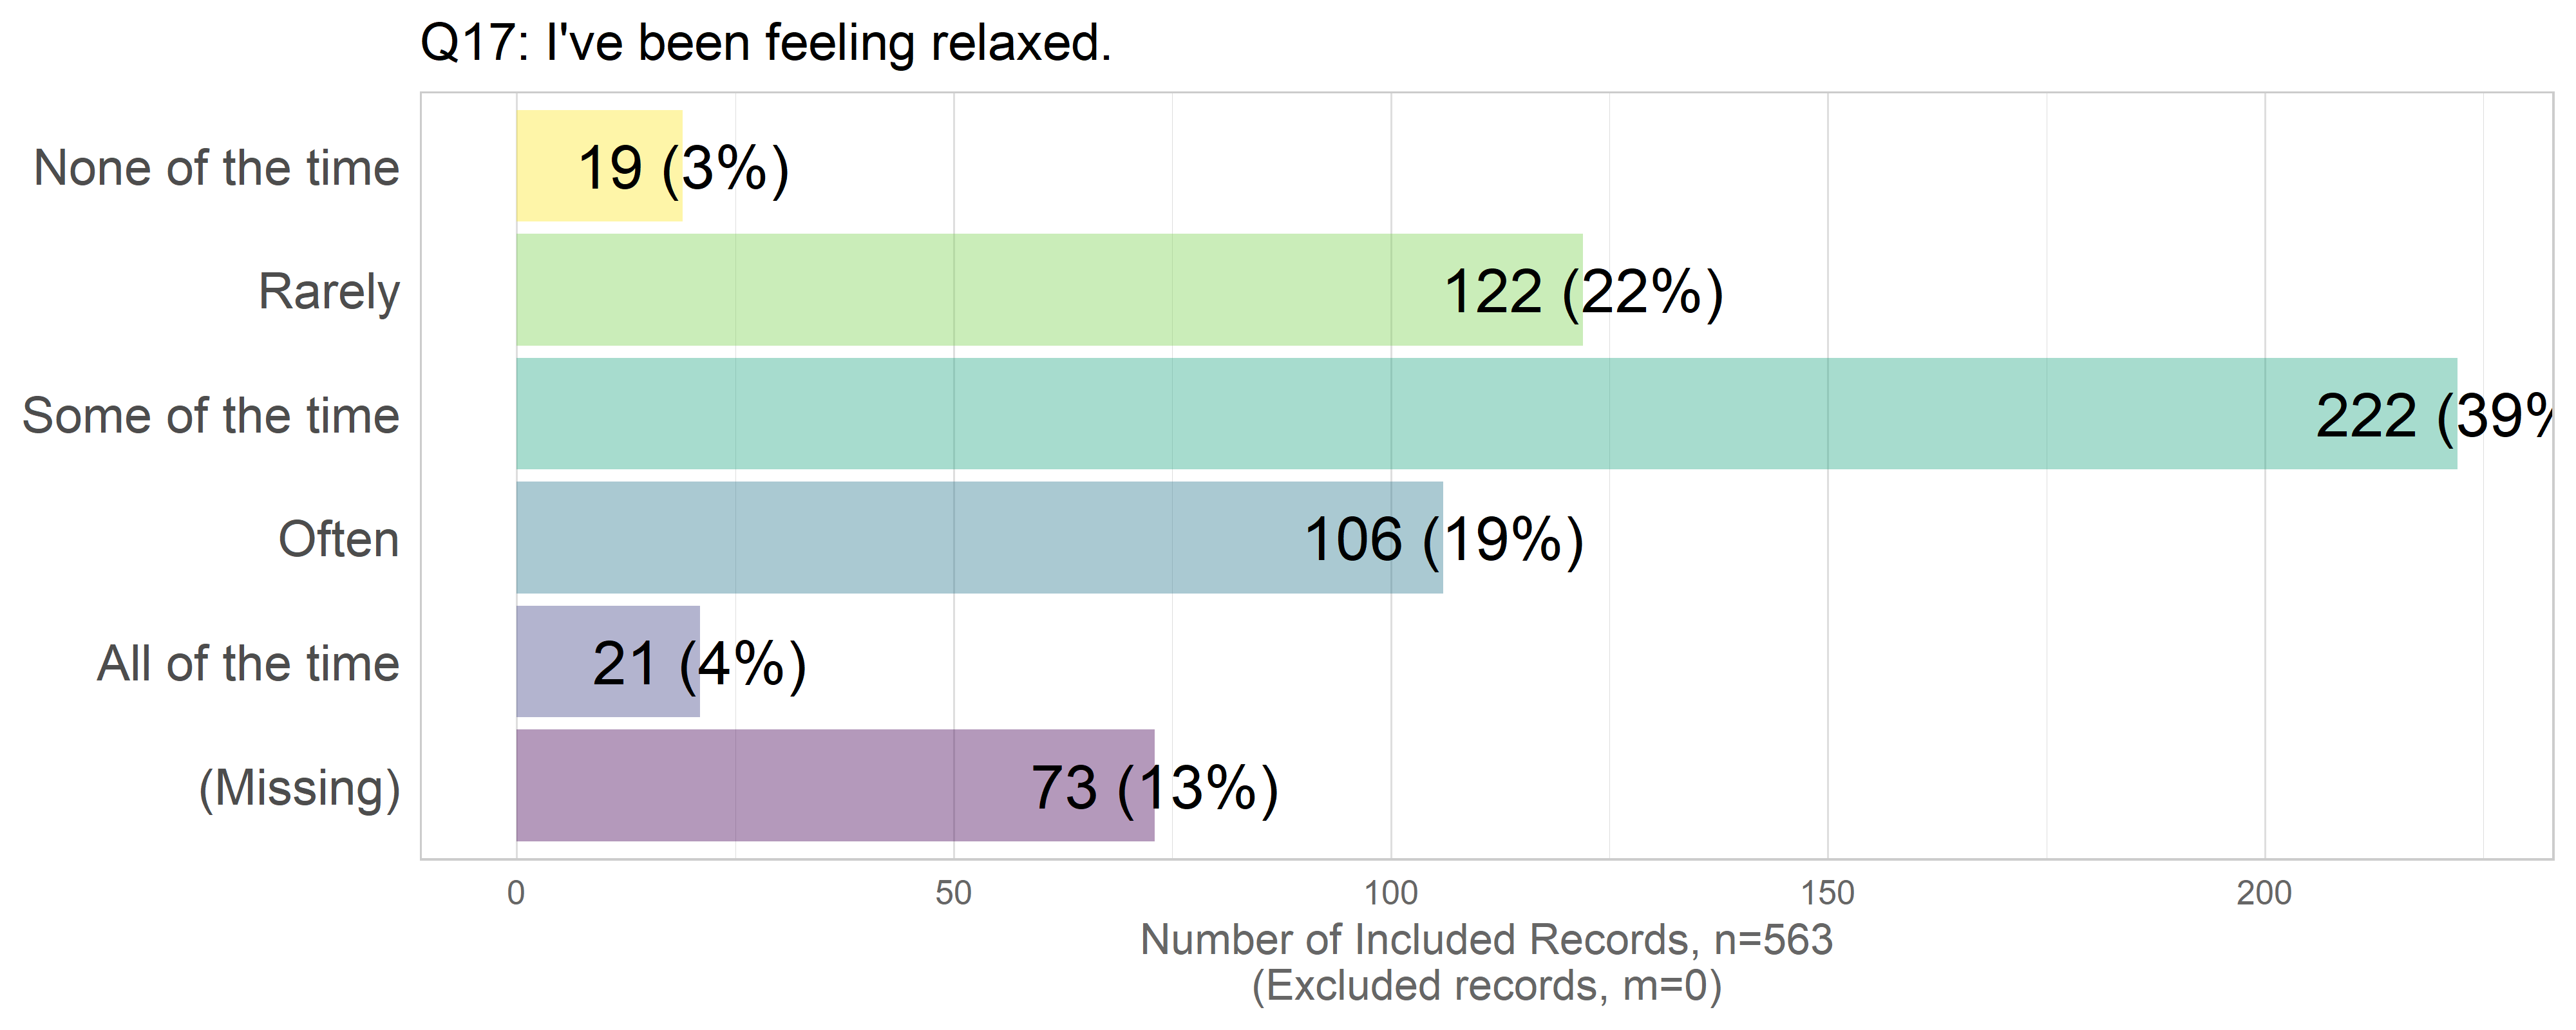 Q17: I've been feeling relaxed.
None of the time 19 (3%)
Rarely 122 (22%)
Some of the time 222 (39%
Often 106 (19%)
All of the time 21 (4%)
(Missing) 73 (13%)
0 50 100 150 200
Number of Included Records, n=563
(Excluded records, m=0)